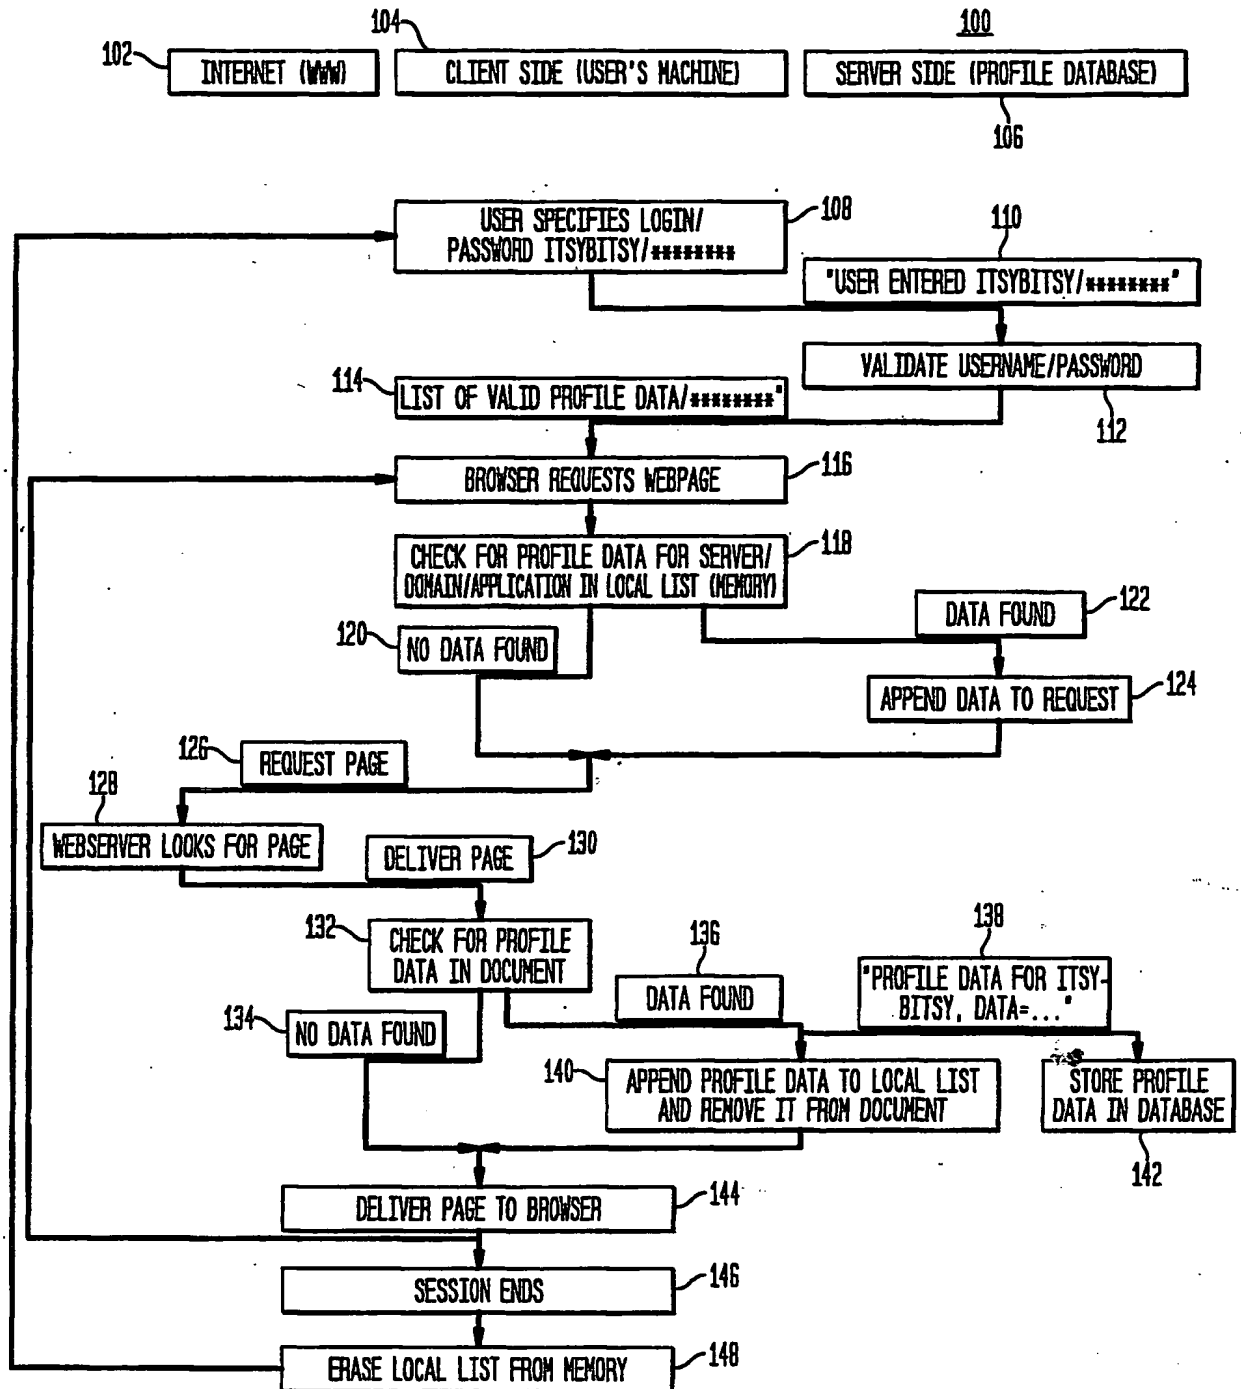 104
100
102
INTERNET (WWW)
CLIENT SIDE (USER'S MACHINE)
SERVER SIDE (PROFILE DATABASE)
106
USER SPECIFIES LOGIN/
PASSWORD ITSYBITSY/********
108
110
"USER ENTERED ITSYBITSY/********"
VALIDATE USERNAME/PASSWORD
112
114
LIST OF VALID PROFILE DATA/********"
BROWSER REQUESTS WEBPAGE
116
CHECK FOR PROFILE DATA FOR SERVER/
DOMAIN/APPLICATION IN LOCAL LIST (MEMORY)
118
120
NO DATA FOUND
DATA FOUND
122
APPEND DATA TO REQUEST
124
126
REQUEST PAGE
128
WEBSERVER LOOKS FOR PAGE
DELIVER PAGE
130
132
CHECK FOR PROFILE
DATA IN DOCUMENT
134
NO DATA FOUND
136
DATA FOUND
138
"PROFILE DATA FOR ITSY-
BITSY, DATA=..."
140
APPEND PROFILE DATA TO LOCAL LIST
AND REMOVE IT FROM DOCUMENT
STORE PROFILE
DATA IN DATABASE
142
DELIVER PAGE TO BROWSER
144
SESSION ENDS
146
ERASE LOCAL LIST FROM MEMORY
148